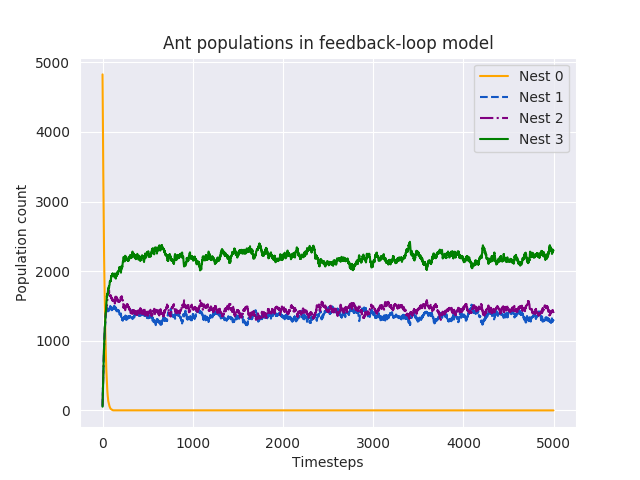 Ant populations in feedback-loop model
Nest 0
Nest 1
Nest 2
Nest 3
5000
4000
3000
2000
1000
0
Population count
0 1000 2000 3000 4000 5000
Timesteps